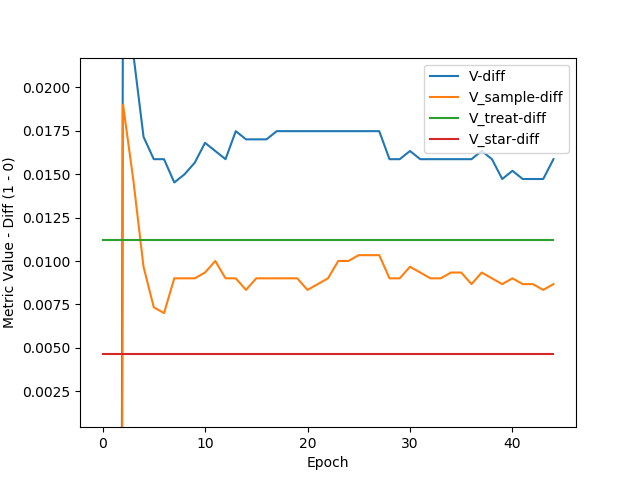 0.0200
0.0175
0.0150
0.0125
0.0100
0.0075
0.0050
0.0025
Metric Value - Diff (1 - 0)
V-diff
V_sample-diff
V_treat-diff
V_star-diff
0 10 20 30 40
Epoch